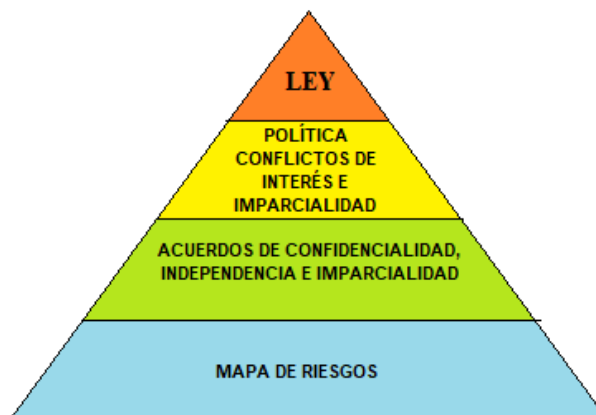 LEY
POLÍTICA
CONFLICTOS DE
INTERÉS E
IMPARCIALIDAD
ACUERDOS DE CONFIDENCIALIDAD,
INDEPENDENCIA E IMPARCIALIDAD
MAPA DE RIESGOS